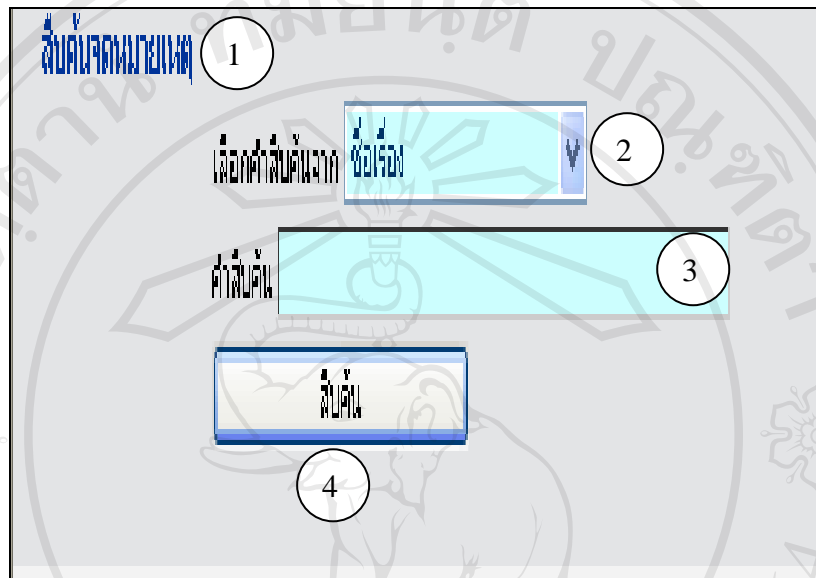 สืบค้นจดหมายเหตุ 1
เลือกคำสืบค้นจาก ชื่อเรื่อง 2
คำสืบค้น 3
สืบค้น
4